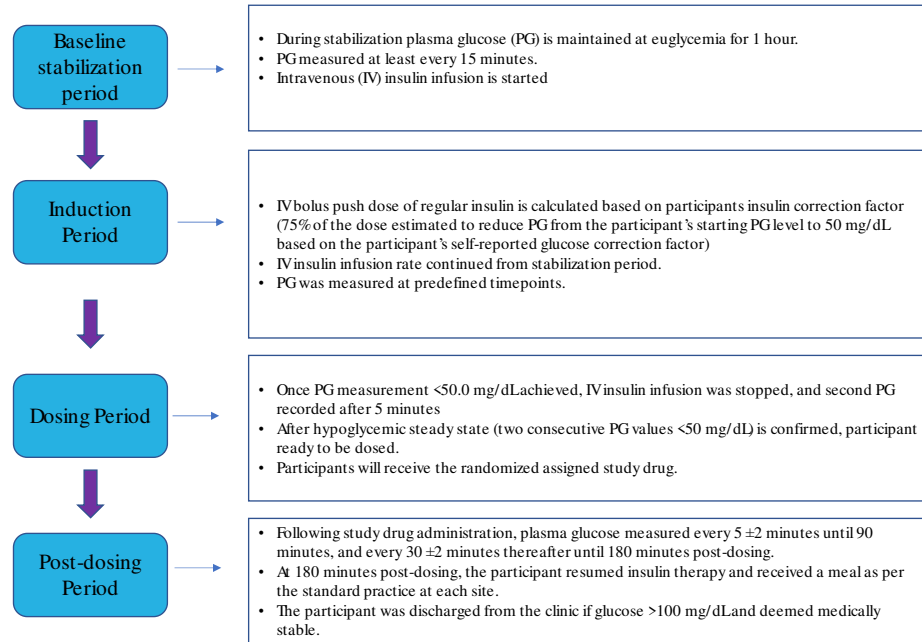 Baseline
stabilization
period
• During stabilization plasma glucose (PG) is maintained at euglycemia for 1 hour.
• PG measured at least every 15 minutes.
• Intravenous (IV) insulin infusion is started
Induction
Period
• IV bolus push dose of regular insulin is calculated based on participants insulin correction factor
(75% of the dose estimated to reduce PG from the participant's starting PG level to 50 mg/dL
based on the participant's self-reported glucose correction factor)
• IV insulin infusion rate continued from stabilization period.
• PG was measured at predefined timepoints.
Dosing Period
• Once PG measurement <50.0 mg/dL achieved, IV insulin infusion was stopped, and second PG
recorded after 5 minutes
• After hypoglycemic steady state (two consecutive PG values <50 mg/dL) is confirmed, participant
ready to be dosed.
• Participants will receive the randomized assigned study drug.
Post-dosing
Period
• Following study drug administration, plasma glucose measured every 5 ±2 minutes until 90
minutes, and every 30 ±2 minutes thereafter until 180 minutes post-dosing.
• At 180 minutes post-dosing, the participant resumed insulin therapy and received a meal as per
the standard practice at each site.
• The participant was discharged from the clinic if glucose >100 mg/dL and deemed medically
stable.